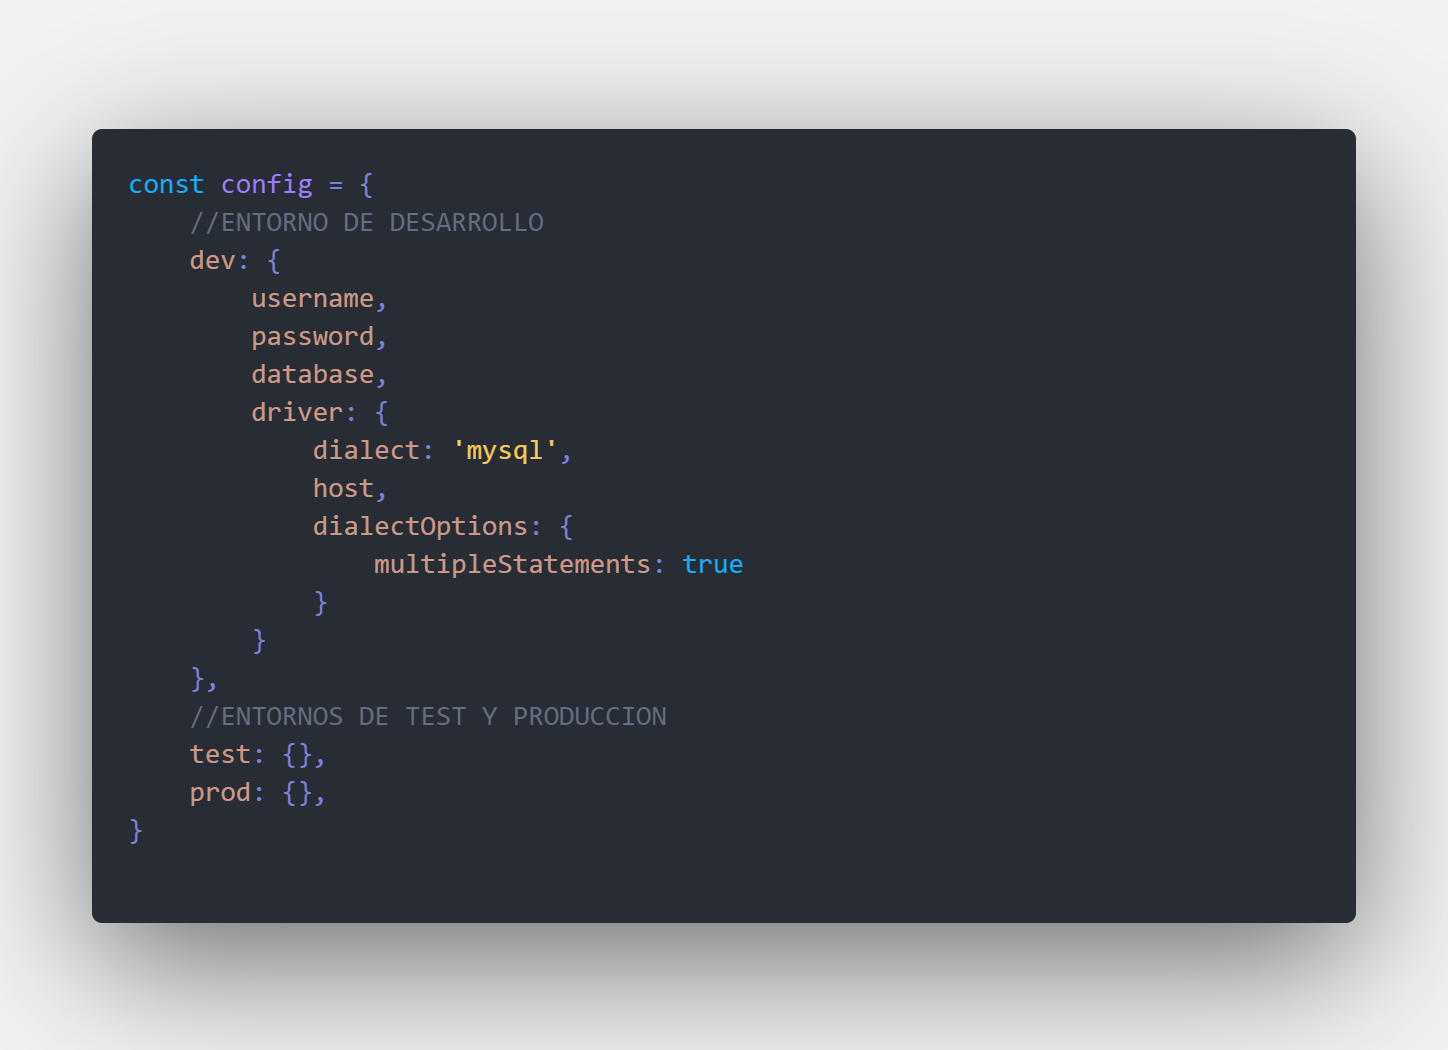 const config = {
    //ENTORNO DE DESARROLLO
    dev: {
        username,
        password,
        database,
        driver: {
            dialect: 'mysql',
            host,
            dialectOptions: {
                multipleStatements: true
            }
        }
    },
    //ENTORNOS DE TEST Y PRODUCCION
    test: {},
    prod: {},
}